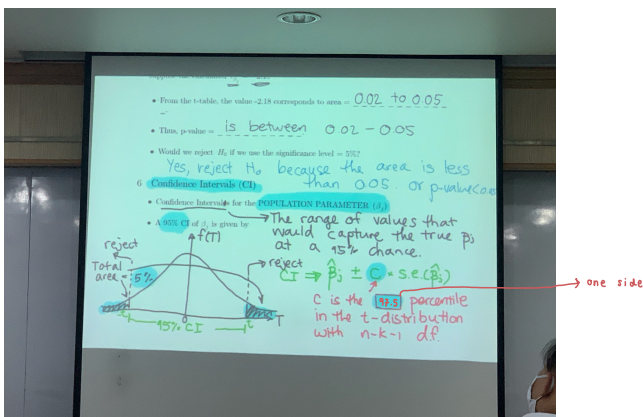 • From the t-table, the value -2.18 corresponds to area = 0.02 to 0.05
• Thus, p-value = is between 0.02 - 0.05
• Would we reject H₀ if we use the significance level = 5%?
Yes, reject H₀ because the area is less
than 0.05. or p-value<0.05
6 Confidence Intervals (CI)
• Confidence Intervals for the POPULATION PARAMETER (βⱼ)
→ The range of values that
would capture the true βⱼ
at a 95% chance.
• A 95% CI of βⱼ is given by
f(T)
reject
Total
area =
5%
reject
CI ⇒ β̂ⱼ ± C * s.e.(β̂ⱼ)
C is the 97.5 percentile
in the t-distribution
with n-k-1 df.
→ one side
T
95% CI